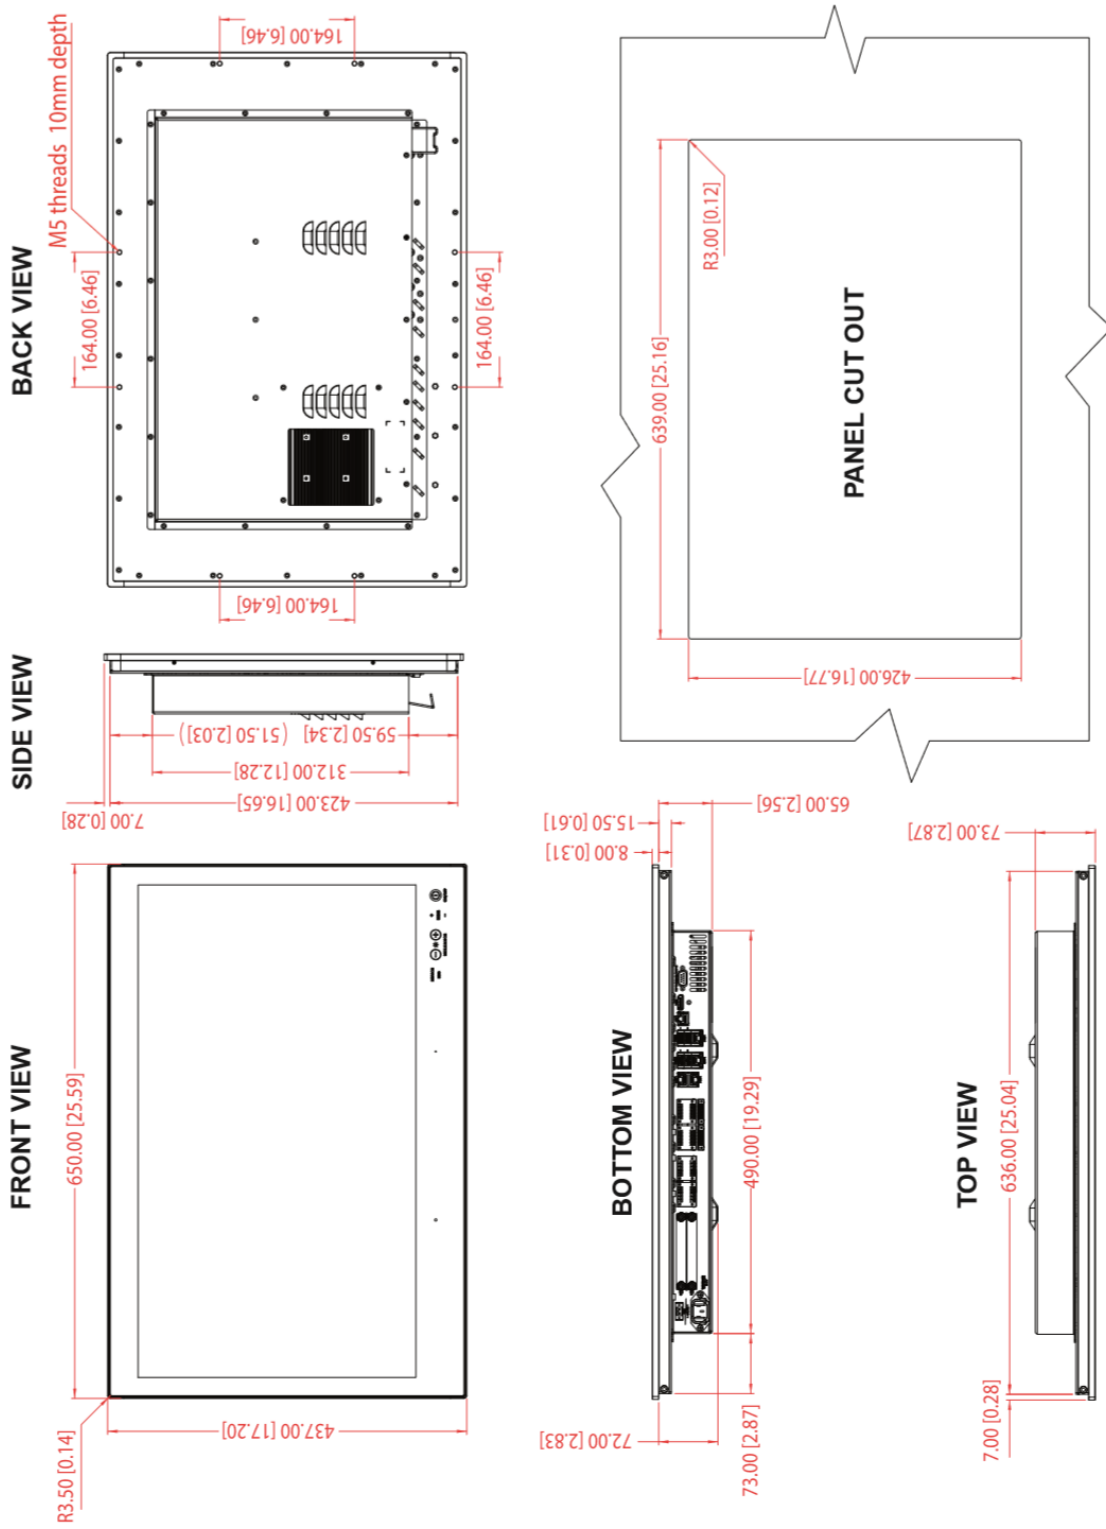 BACK VIEW
M5 threads 10mm depth
164.00 [6.46]
164.00 [6.46]
164.00 [6.46]
164.00 [6.46]
SIDE VIEW
59.50 [2.34]
(51.50 [2.03])
312.00 [12.28]
423.00 [16.65]
7.00 [0.28]
FRONT VIEW
650.00 [25.59]
437.00 [17.20]
R3.50 [0.14]
PANEL CUT OUT
639.00 [25.16]
R3.00 [0.12]
426.00 [16.77]
BOTTOM VIEW
65.00 [2.56]
15.50 [0.61]
8.00 [0.31]
490.00 [19.29]
72.00 [2.83]
73.00 [2.87]
TOP VIEW
73.00 [2.87]
636.00 [25.04]
7.00 [0.28]